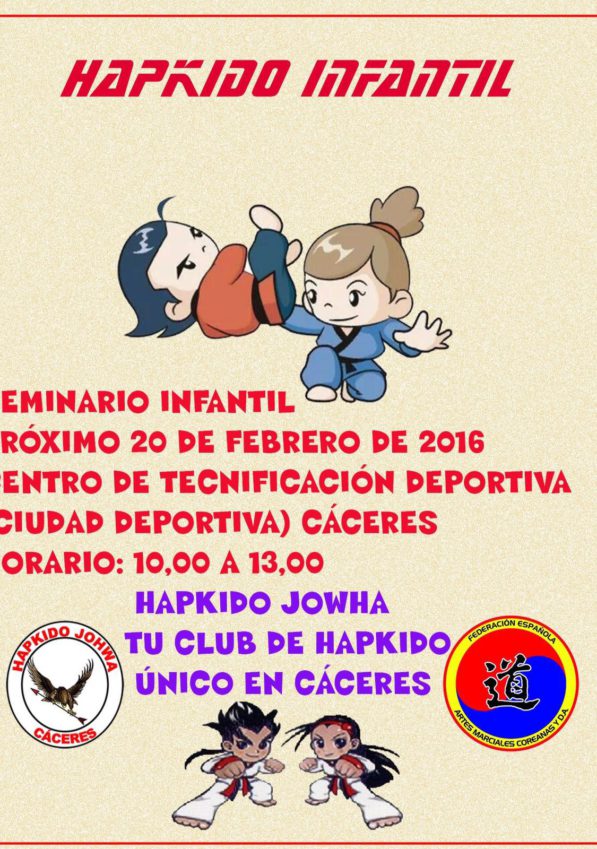 HAPKIDO INFANTIL
EMINARIO INFANTIL
RÓXIMO 20 DE FEBRERO DE 2016
ENTRO DE TECNIFICACIÓN DEPORTIVA
CIUDAD DEPORTIVA) CÁCERES
ORARIO: 10,00 A 13,00
HAPKIDO JOWHA
TU CLUB DE HAPKIDO
ÚNICO EN CÁCERES
HAPKIDO JOHWA
CÁCERES
FEDERACIÓN ESPAÑOLA
道
ARTES MARCIALES COREANAS Y D.A.